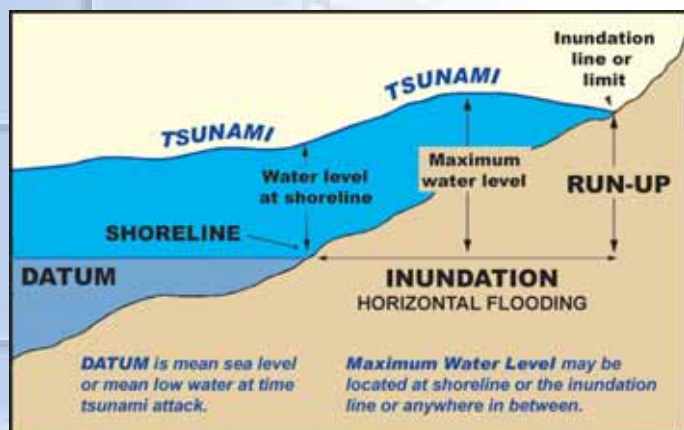 Inundation
line or
limit
TSUNAMI
TSUNAMI
Maximum
water level
Water level
at shoreline
RUN-UP
SHORELINE
DATUM
INUNDATION
HORIZONTAL FLOODING
DATUM is mean sea level
or mean low water at time
tsunami attack.
Maximum Water Level may be
located at shoreline or the inundation
line or anywhere in between.